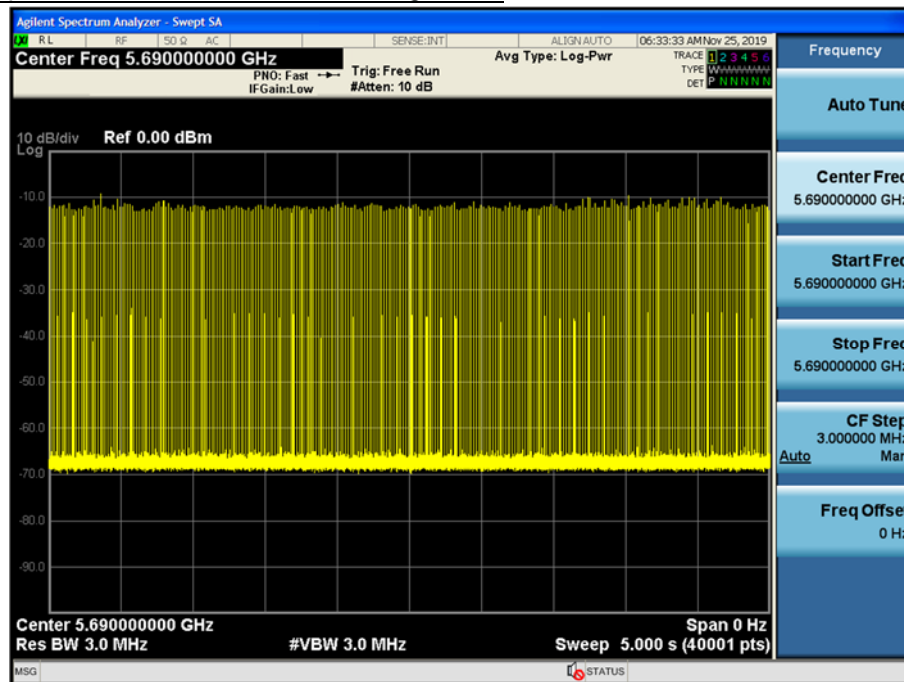 Agilent Spectrum Analyzer - Swept SA
RL RF 50 Ω AC SENSE:INT ALIGN AUTO 06:33:33 AM Nov 25, 2019
Center Freq 5.690000000 GHz
PNO: Fast
IFGain:Low
Trig: Free Run
#Atten: 10 dB
Avg Type: Log-Pwr
TRACE 1 2 3 4 5 6
TYPE
DET P N N N N N
10 dB/div Ref 0.00 dBm
Log
-10.0
-20.0
-30.0
-40.0
-50.0
-60.0
-70.0
-80.0
-90.0
Center 5.690000000 GHz Span 0 Hz
Res BW 3.0 MHz #VBW 3.0 MHz Sweep 5.000 s (40001 pts)
MSG STATUS
Frequency
Auto Tune
Center Freq
5.690000000 GHz
Start Freq
5.690000000 GHz
Stop Freq
5.690000000 GHz
CF Step
3.000000 MHz
Auto Man
Freq Offset
0 Hz